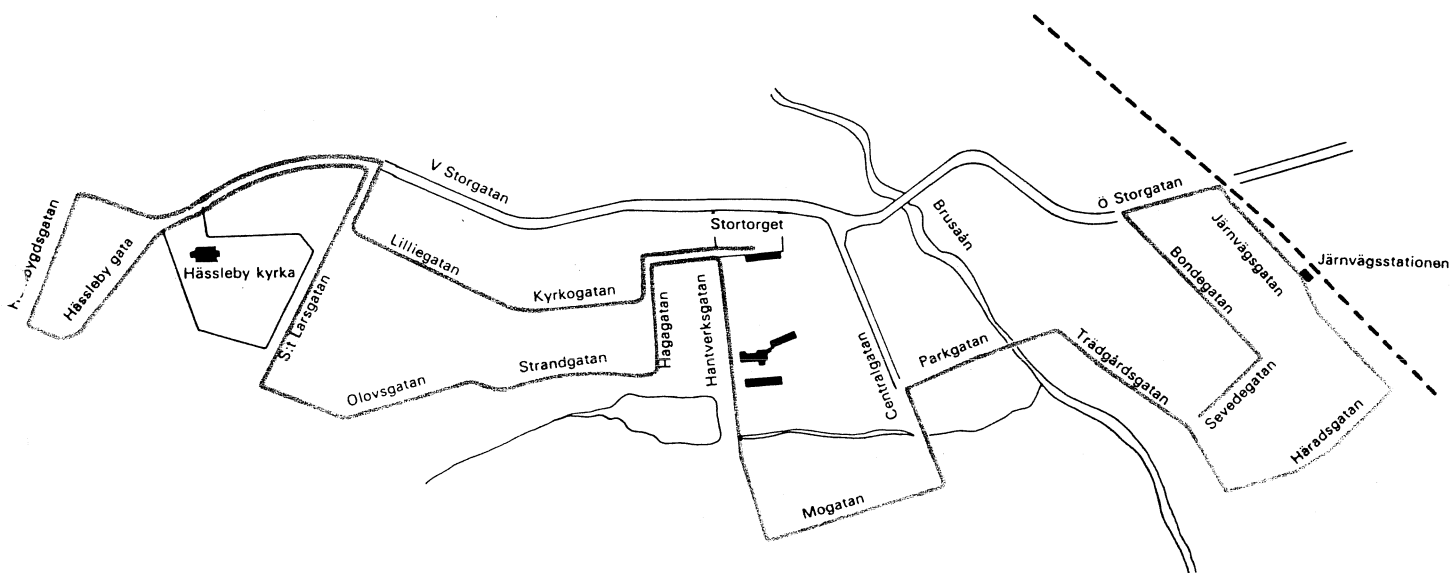 V Storgatan
Ö Storgatan
Stortorget
Brusaån
Järnvägsgatan
Järnvägsstationen
Hässleby gata
Hässleby kyrka
Lilliegatan
Kyrkogatan
Bondegatan
S:t Larsgatan
Hagagatan
Hantverksgatan
Centralgatan
Parkgatan
Trädgårdsgatan
Strandgatan
Olovsgatan
Sevedegatan
Häradsgatan
Mogatan